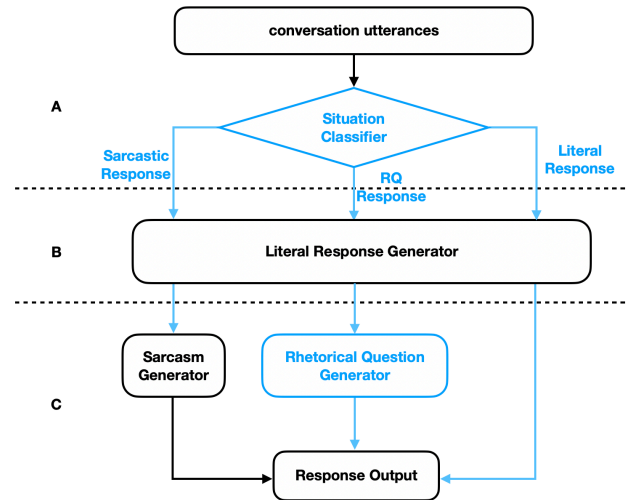 conversation utterances
A
Situation
Classifier
Sarcastic
Response
RQ
Response
Literal
Response
B
Literal Response Generator
Sarcasm
Generator
Rhetorical Question
Generator
C
Response Output